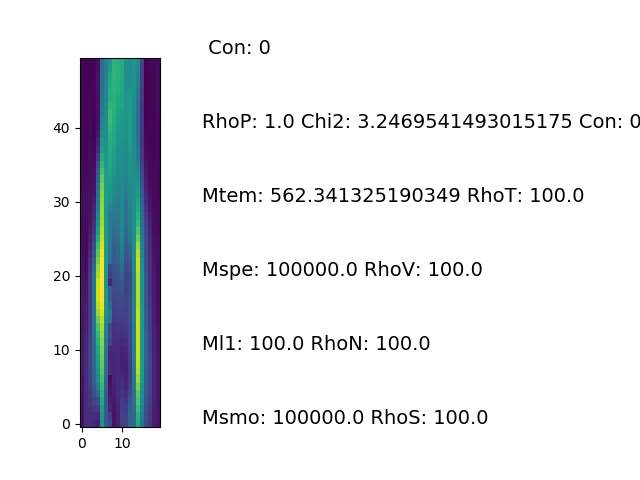 Con: 0
RhoP: 1.0 Chi2: 3.2469541493015175 Con: 0
Mtem: 562.341325190349 RhoT: 100.0
Mspe: 100000.0 RhoV: 100.0
Ml1: 100.0 RhoN: 100.0
Msmo: 100000.0 RhoS: 100.0
40
30
20
10
0
0 10